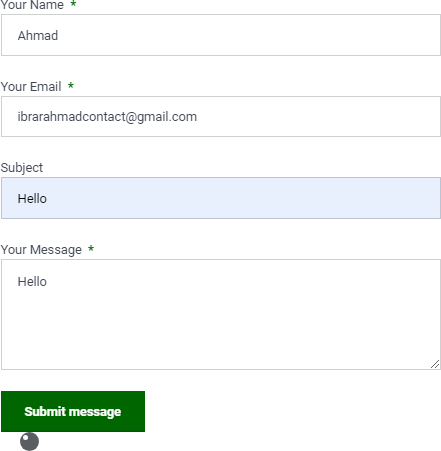 Your Name *
Ahmad
Your Email *
ibrarahmadcontact@gmail.com
Subject
Hello
Your Message *
Hello
Submit message